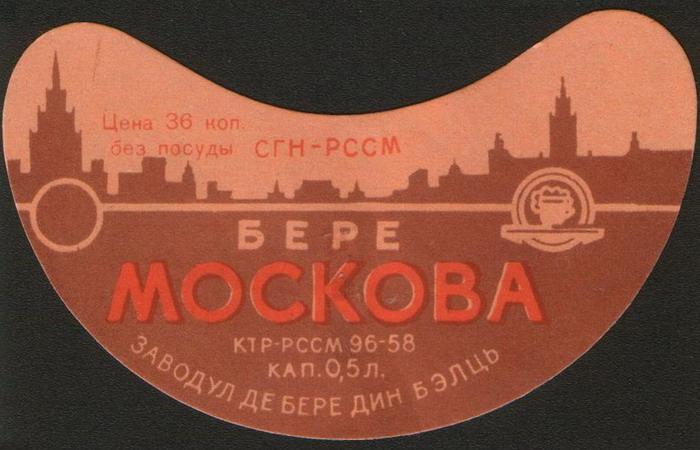 Цена 36 коп.
без посуды СГН-РССМ
БЕРЕ
МОСКОВА
КТР-РССМ 96-58
КАП. 0,5 л.
ЗАВОДУЛ ДЕ БЕРЕ ДИН БЭЛЦЬ